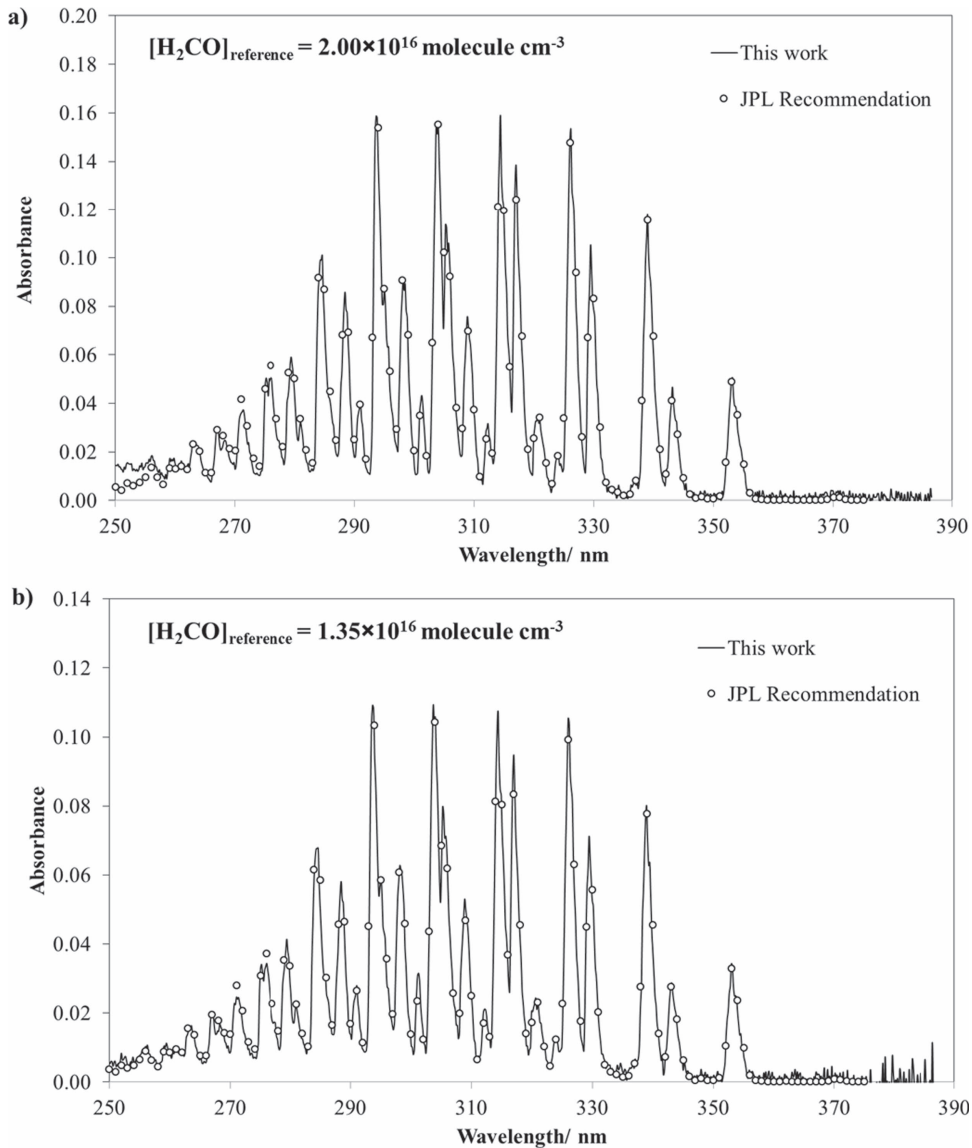 a)
0.20
[H₂CO]reference = 2.00×10¹⁶ molecule cm⁻³
This work
0.18
0.16
JPL Recommendation
0.14
0.12
0.10
0.08
0.06
0.04
0.02
0.00
Absorbance
250 270 290 310 330 350 370 390
Wavelength/ nm
b)
0.14
[H₂CO]reference = 1.35×10¹⁶ molecule cm⁻³
This work
0.12
JPL Recommendation
0.10
0.08
0.06
0.04
0.02
0.00
Absorbance
250 270 290 310 330 350 370 390
Wavelength/ nm